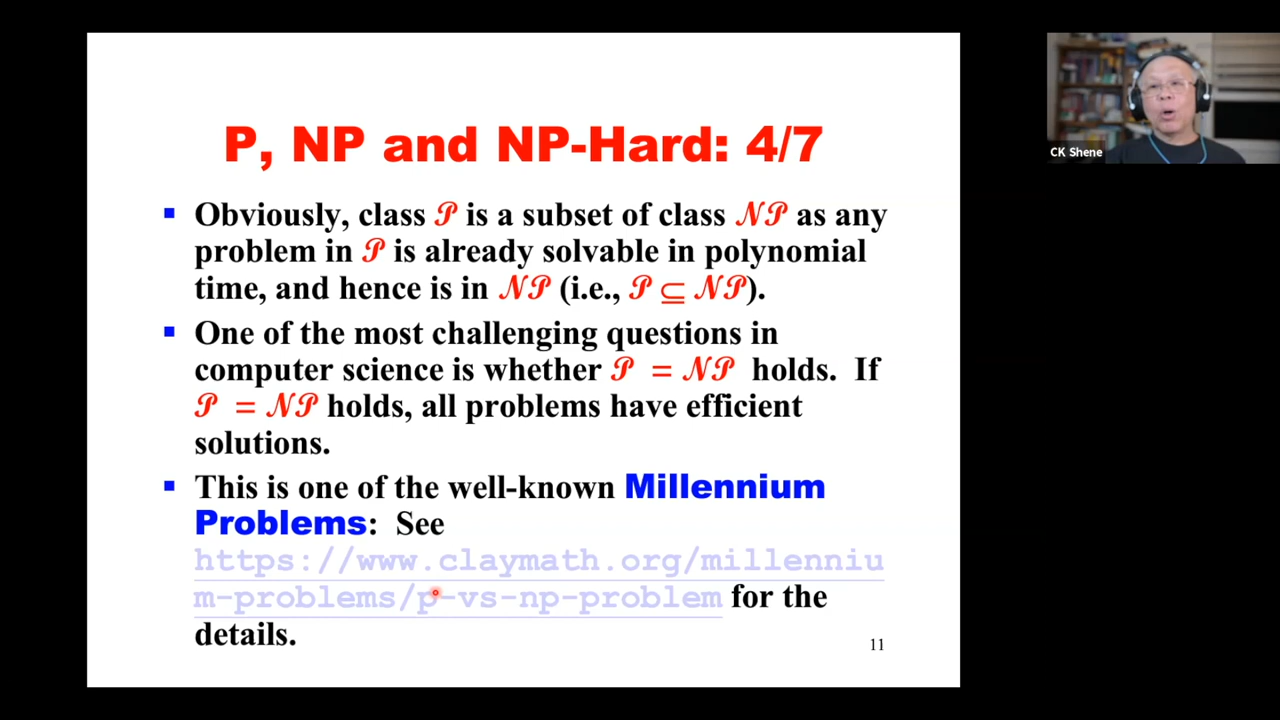 P, NP and NP-Hard: 4/7
▪ Obviously, class 𝒫 is a subset of class 𝒩𝒫 as any
problem in 𝒫 is already solvable in polynomial
time, and hence is in 𝒩𝒫 (i.e., 𝒫 ⊆ 𝒩𝒫).
▪ One of the most challenging questions in
computer science is whether 𝒫 = 𝒩𝒫 holds. If
𝒫 = 𝒩𝒫 holds, all problems have efficient
solutions.
▪ This is one of the well-known Millennium
Problems: See
https://www.claymath.org/millenniu
m-problems/p-vs-np-problem for the
details.
11
CK Shene